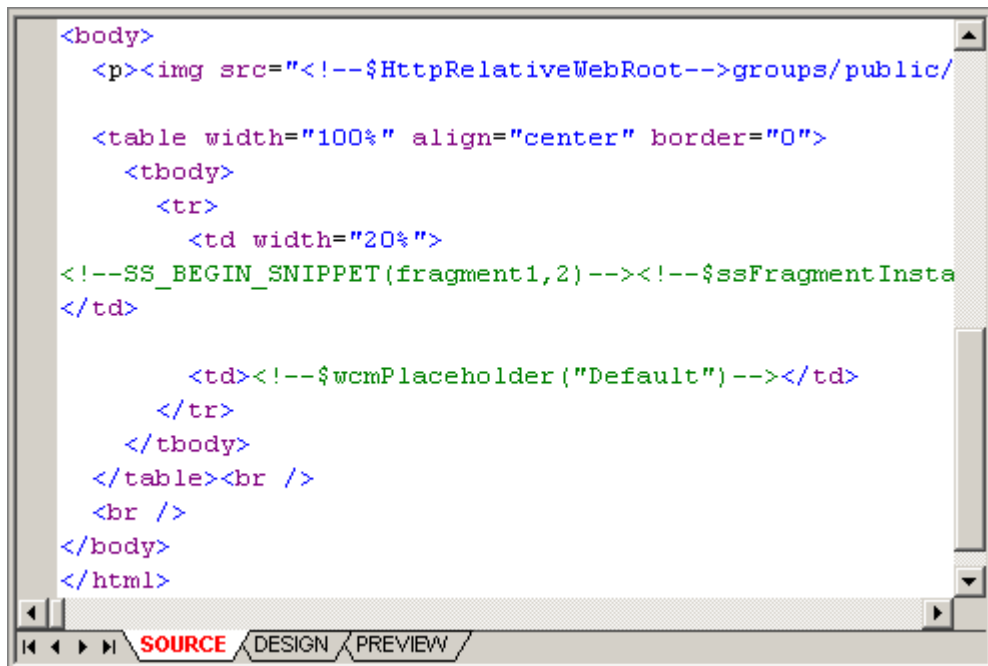 <body>
<p><img src="<!--$HttpRelativeWebRoot-->groups/public/
<table width="100%" align="center" border="0">
<tbody>
<tr>
<td width="20%">
<!--SS_BEGIN_SNIPPET(fragment1,2)--><!--$ssFragmentInsta
</td>
<td><!--$wcmPlaceholder("Default")--></td>
</tr>
</tbody>
</table><br />
<br />
</body>
</html>
SOURCE DESIGN PREVIEW